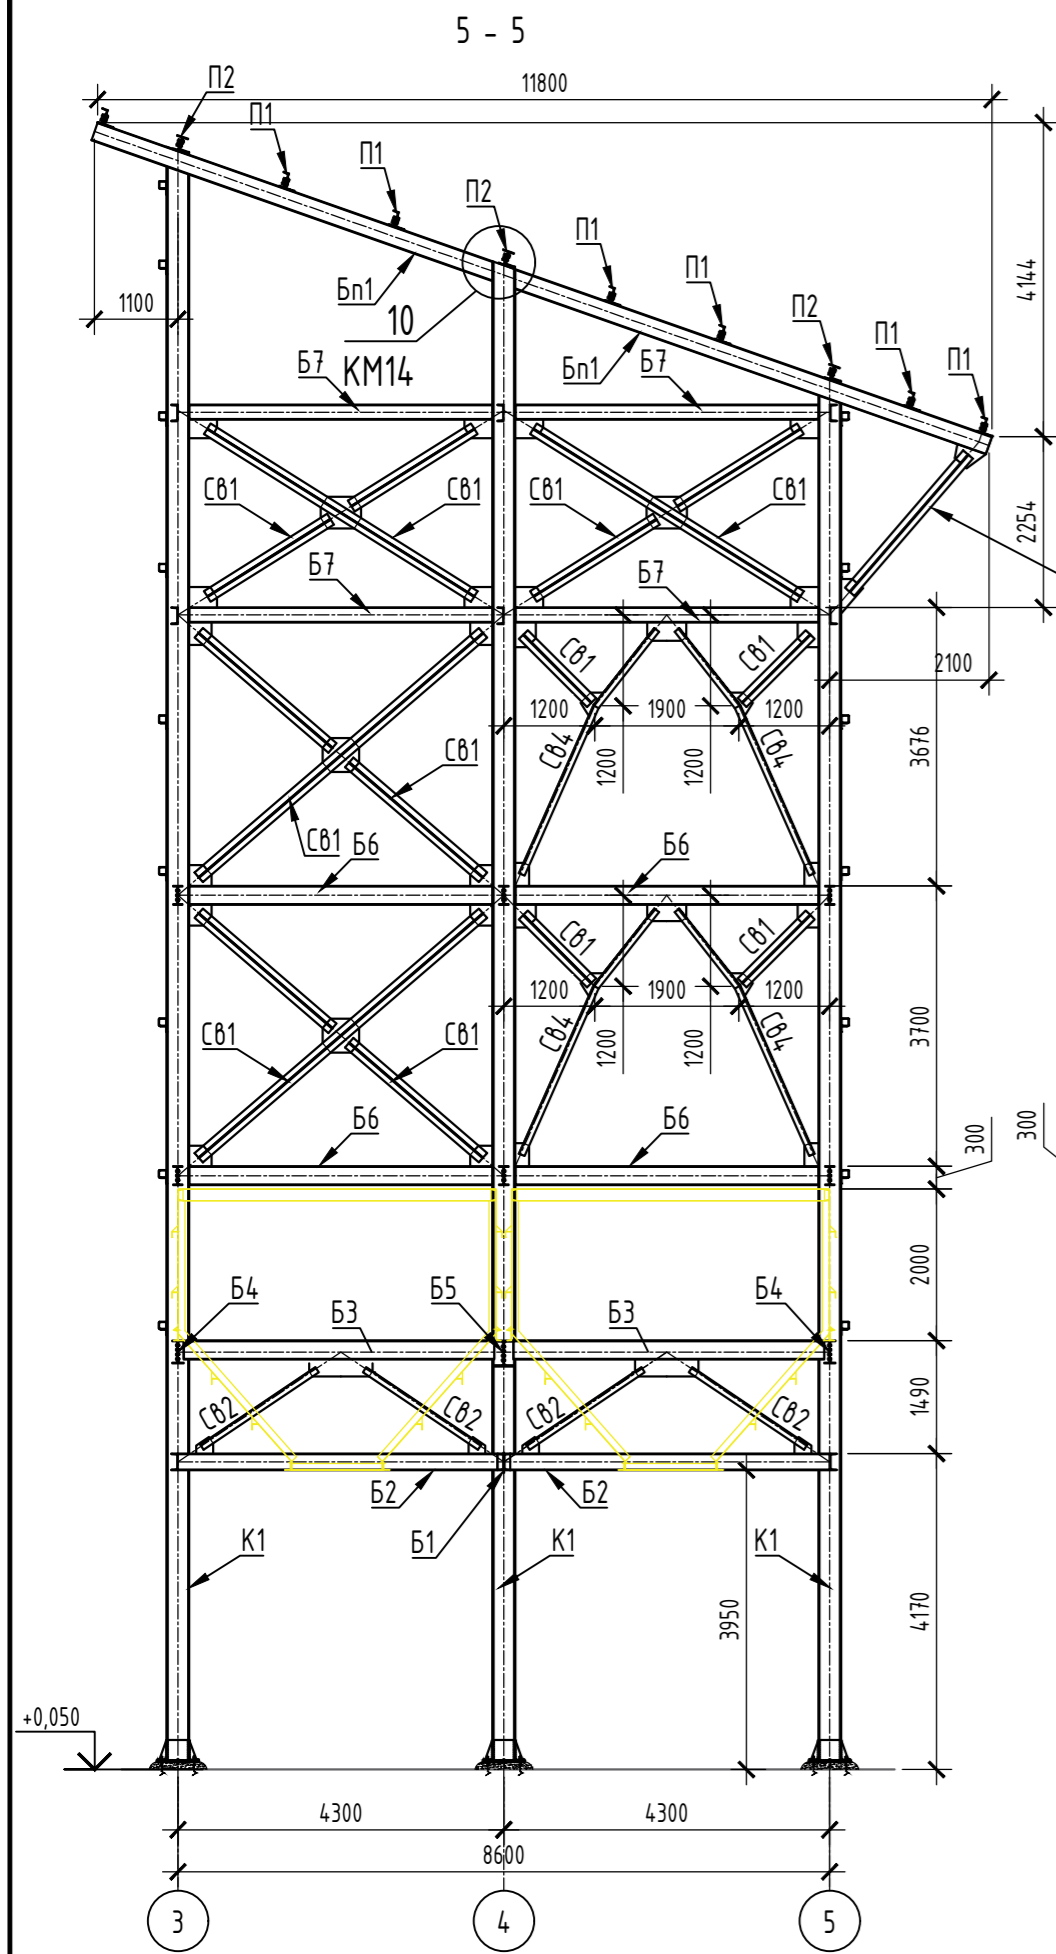 5 - 5
11800
П2
П1
П1
П2
П1
П1
П2
П1
П1
4144
1100
Бп1
10
КМ14
Бп1
Б7
Б7
Св1
Св1
Св1
Св1
2254
Б7
Б7
2100
Св1
Св1
1200
1900
1200
Св4
1200
1200
Св4
3676
Св1
Св1
Б6
Б6
Св1
Св1
1200
1900
1200
Св4
1200
1200
Св4
3700
Св1
Св1
Б6
Б6
300
300
2000
Б4
Б3
Б5
Б3
Б4
Св2
Св2
Св2
Св2
1490
Б2
Б1
Б2
К1
К1
К1
3950
4170
+0,050
4300
4300
8600
3
4
5